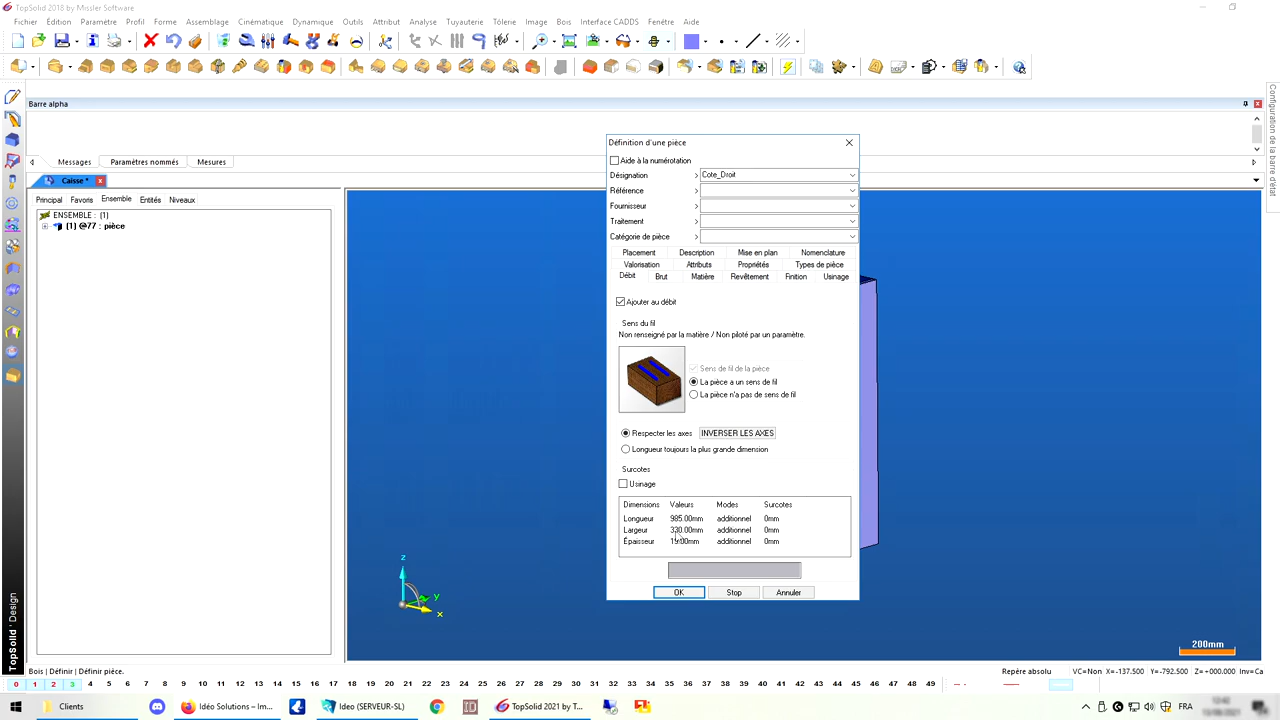 TopSolid 2018 by Missler Software
Fichier Édition Paramètre Profil Forme Assemblage Cinématique Dynamique Outils Attribut Analyse Tuyauterie Tôlerie Image Bois Interface CADDS Fenêtre Aide
Barre alpha
Messages Paramètres nommés Mesures
Caisse *
Principal Favoris Ensemble Entités Niveaux
ENSEMBLE : (1)
(1) @77 : pièce
Configuration de la barre d'état
Définition d'une pièce
Aide à la numérotation
Désignation > Cote_Droit
Référence >
Fournisseur >
Traitement >
Catégorie de pièce >
Placement Description Mise en plan Nomenclature
Valorisation Attributs Propriétés Types de pièce
Débit Brut Matière Revêtement Finition Usinage
Ajouter au débit
Sens du fil
Non renseigné par la matière / Non piloté par un paramètre.
Sens de fil de la pièce
La pièce a un sens de fil
La pièce n'a pas de sens de fil
Respecter les axes INVERSER LES AXES
Longueur toujours la plus grande dimension
Surcotes
Usinage
Dimensions Valeurs Modes Surcotes
Longueur 985.00mm additionnel 0mm
Largeur 330.00mm additionnel 0mm
Épaisseur 19.00mm additionnel 0mm
OK Stop Annuler
z
y
x
200mm
TopSolid'Design
Bois | Définir | Définir pièce.
Repère absolu VC=Non X=-137.500 Y=-792.500 Z=+000.000 Inv=Ca
0 1 2 3 4 5 6 7 8 9 10 11 12 13 14 15 16 17 18 19 20 21 22 23 24 25 26 27 28 29 30 31 32 33 34 35 36 37 38 39 40 41 42 43 44 45 46 47 48 49
Clients
Idéo Solutions – Im...
Ideo (SERVEUR-SL)
TopSolid 2021 by T...
FRA